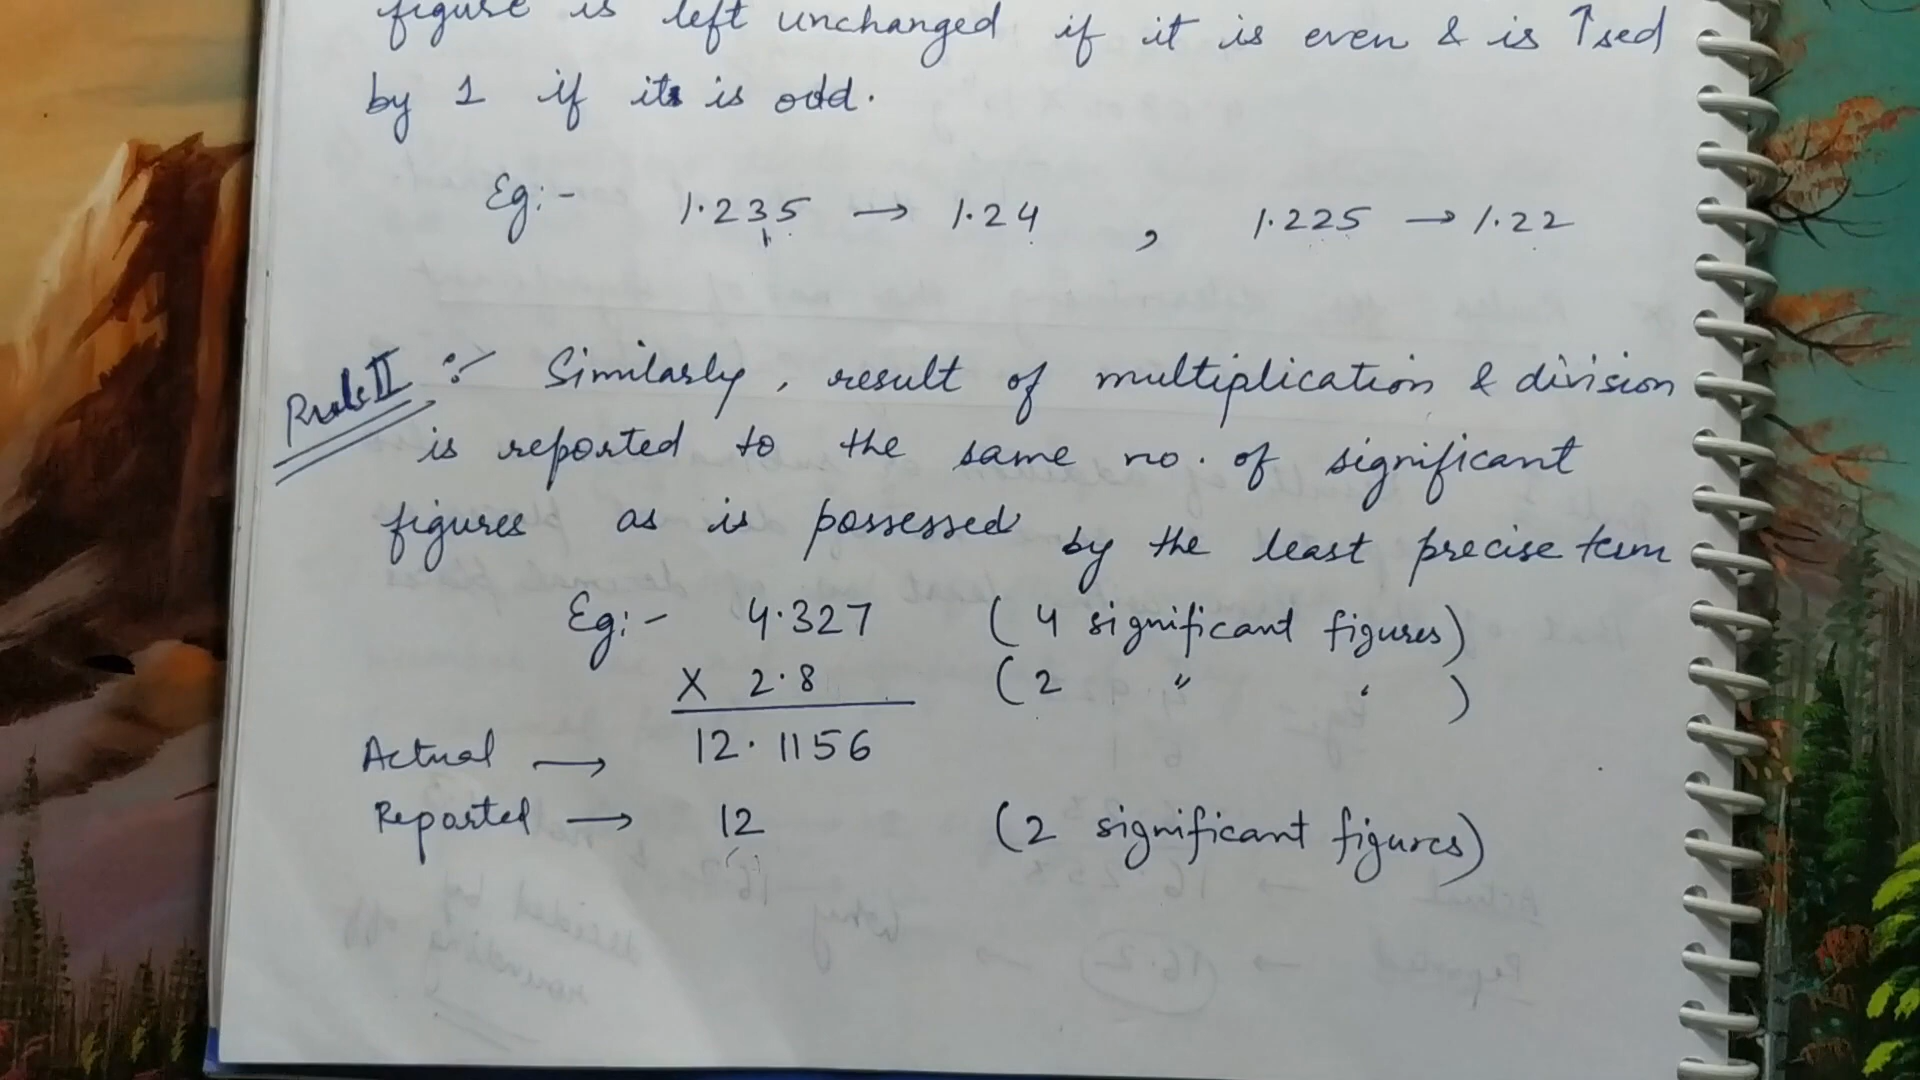 figure is left unchanged if it is even & is ↑sed
by 1 if it is odd.
Eg:- 1.235 → 1.24 , 1.225 → 1.22
Rule II :- Similarly, result of multiplication & division
is reported to the same no. of significant
figures as is possessed by the least precise term
Eg:- 4.327 (4 significant figures)
X 2.8 (2 " " )
Actual → 12.1156
Reported → 12 (2 significant figures)